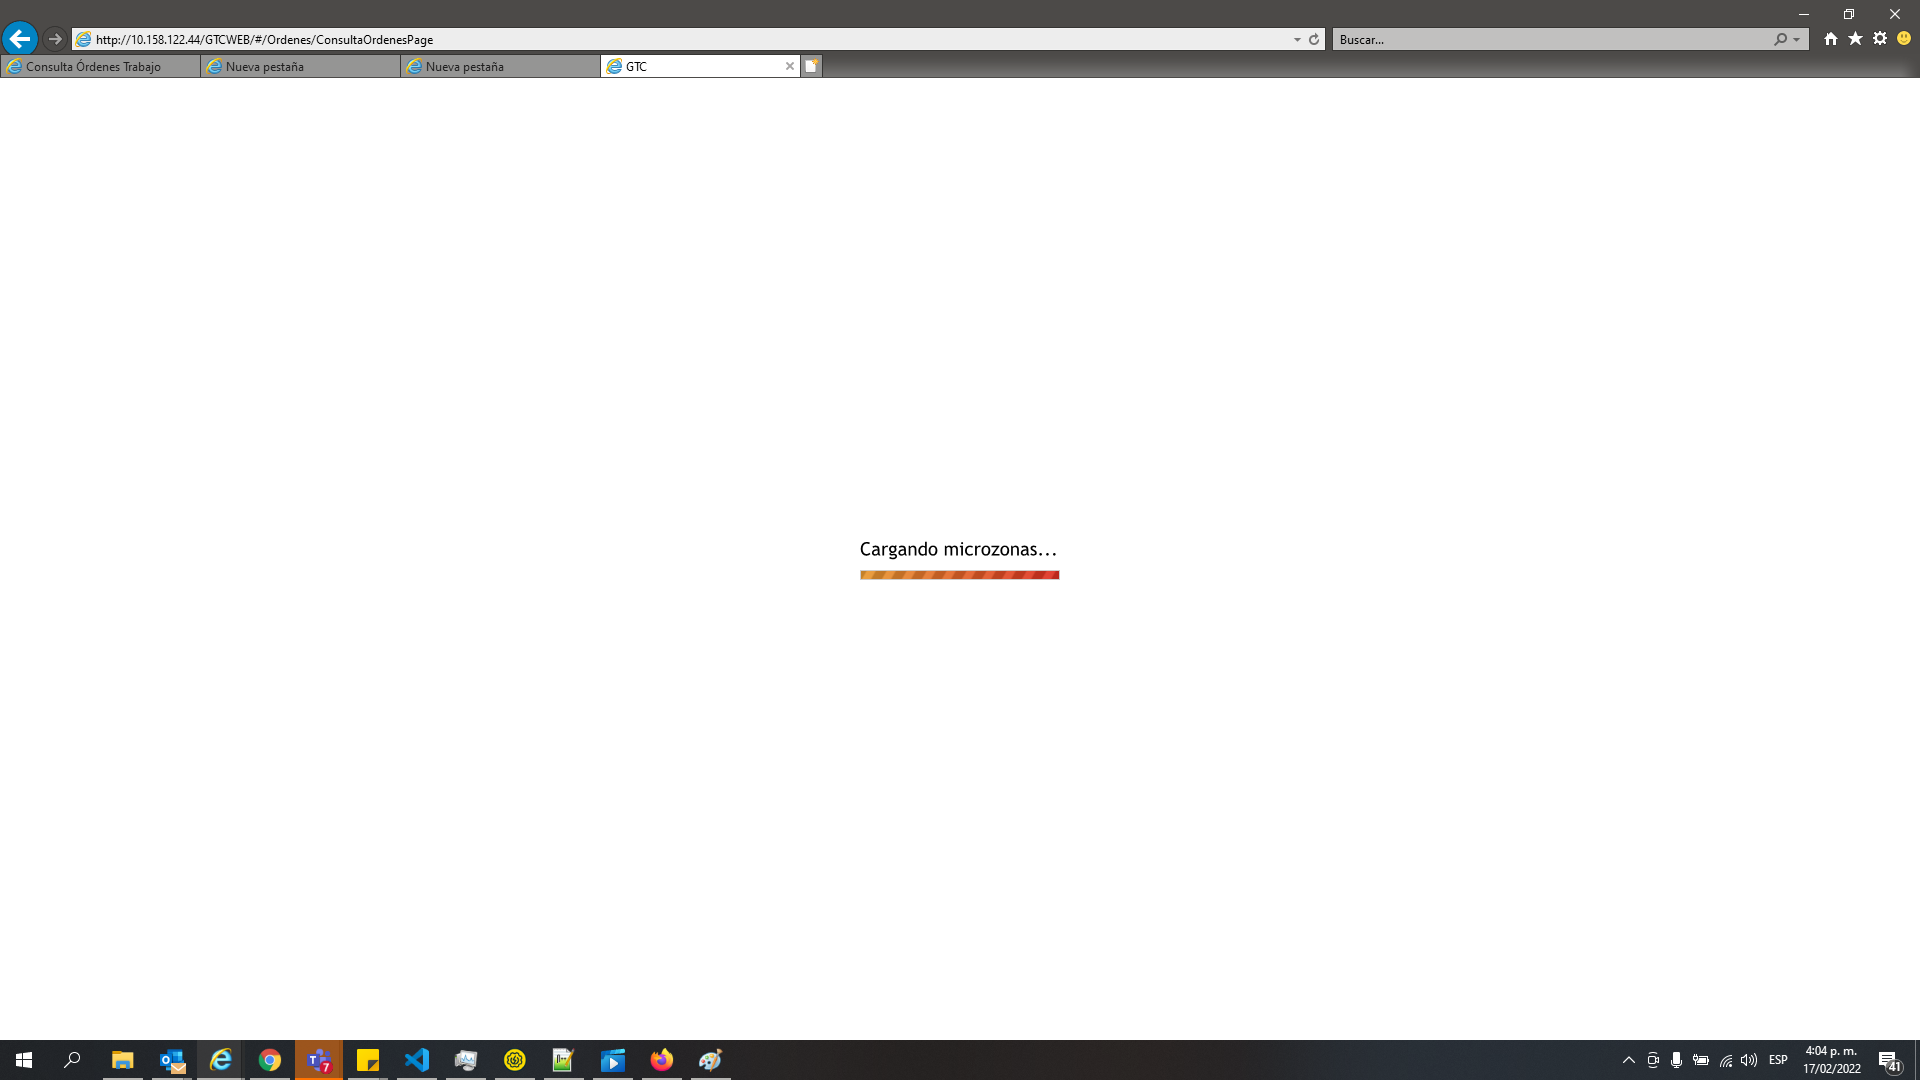 http://10.158.122.44/GTCWEB/#/Ordenes/ConsultaOrdenesPage
Buscar...
Consulta Órdenes Trabajo
Nueva pestaña
Nueva pestaña
GTC
Cargando microzonas...
T
7
ESP
4:04 p. m.
17/02/2022
41